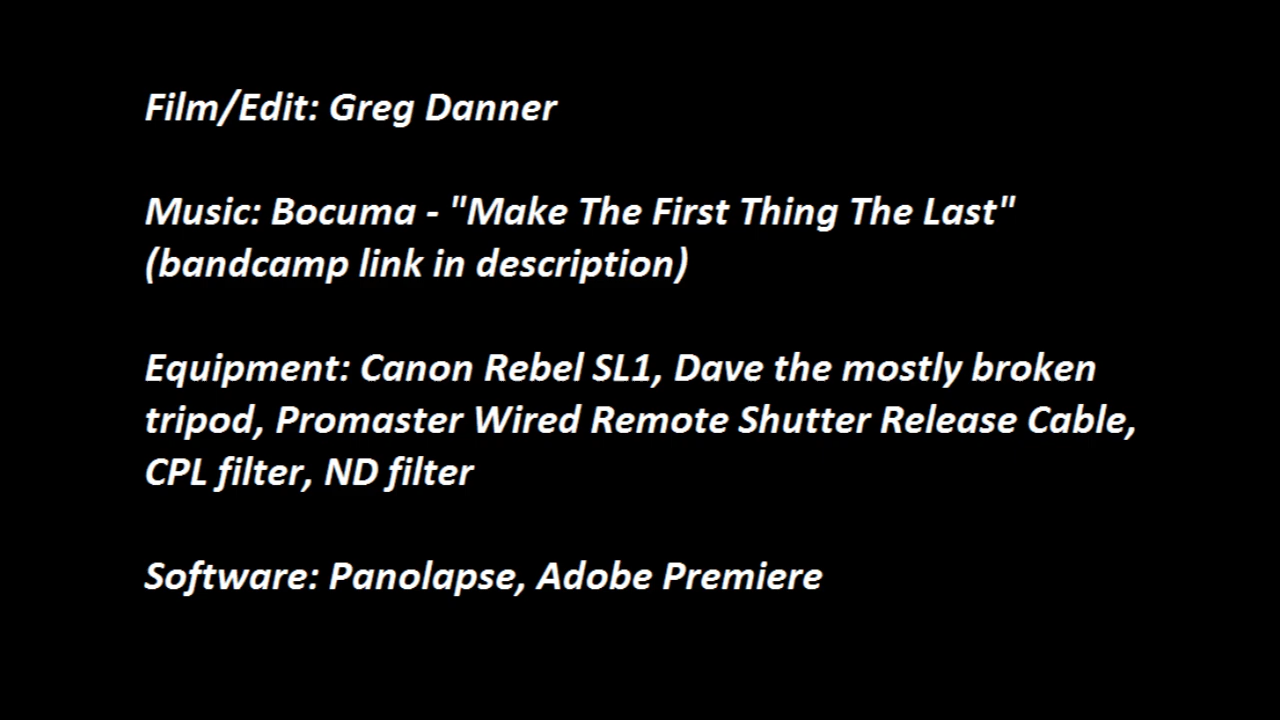 Film/Edit: Greg Danner
Music: Bocuma - "Make The First Thing The Last"
(bandcamp link in description)
Equipment: Canon Rebel SL1, Dave the mostly broken
tripod, Promaster Wired Remote Shutter Release Cable,
CPL filter, ND filter
Software: Panolapse, Adobe Premiere